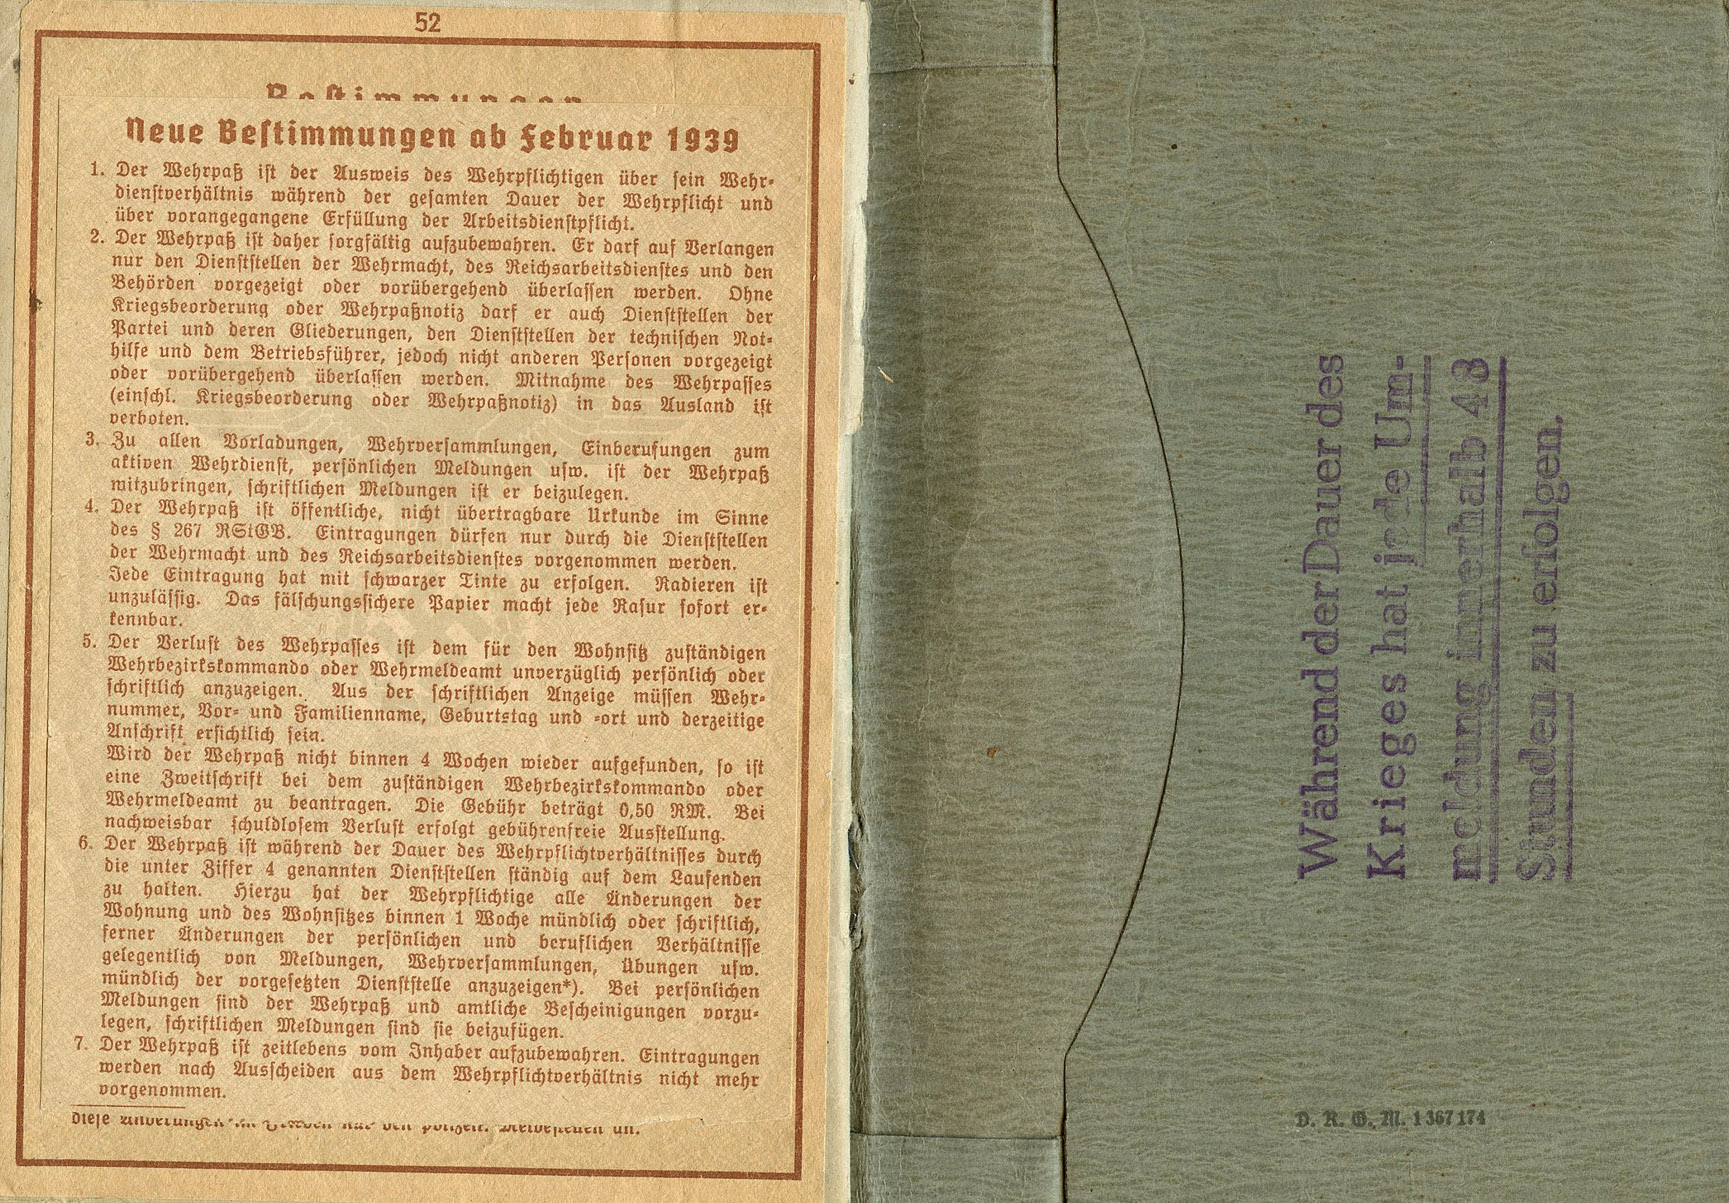 52
Bestimmungen
Neue Bestimmungen ab Februar 1939
1. Der Wehrpaß ist der Ausweis des Wehrpflichtigen über sein Wehr-
dienstverhältnis während der gesamten Dauer der Wehrpflicht und
über vorangegangene Erfüllung der Arbeitsdienstpflicht.
2. Der Wehrpaß ist daher sorgfältig aufzubewahren. Er darf auf Verlangen
nur den Dienststellen der Wehrmacht, des Reichsarbeitsdienstes und den
Behörden vorgezeigt oder vorübergehend überlassen werden. Ohne
Kriegsbeorderung oder Wehrpaßnotiz darf er auch Dienststellen der
Partei und deren Gliederungen, den Dienststellen der technischen Not-
hilfe und dem Betriebsführer, jedoch nicht anderen Personen vorgezeigt
oder vorübergehend überlassen werden. Mitnahme des Wehrpasses
(einschl. Kriegsbeorderung oder Wehrpaßnotiz) in das Ausland ist
verboten.
3. Zu allen Vorladungen, Wehrversammlungen, Einberufungen zum
aktiven Wehrdienst, persönlichen Meldungen usw. ist der Wehrpaß
mitzubringen, schriftlichen Meldungen ist er beizulegen.
4. Der Wehrpaß ist öffentliche, nicht übertragbare Urkunde im Sinne
des § 267 RStGB. Eintragungen dürfen nur durch die Dienststellen
der Wehrmacht und des Reichsarbeitsdienstes vorgenommen werden.
Jede Eintragung hat mit schwarzer Tinte zu erfolgen. Radieren ist
unzulässig. Das fälschungssichere Papier macht jede Rasur sofort er-
kennbar.
5. Der Verlust des Wehrpasses ist dem für den Wohnsitz zuständigen
Wehrbezirkskommando oder Wehrmeldeamt unverzüglich persönlich oder
schriftlich anzuzeigen. Aus der schriftlichen Anzeige müssen Wehr-
nummer, Vor- und Familienname, Geburtstag und -ort und derzeitige
Anschrift ersichtlich sein.
Wird der Wehrpaß nicht binnen 4 Wochen wieder aufgefunden, so ist
eine Zweitschrift bei dem zuständigen Wehrbezirkskommando oder
Wehrmeldeamt zu beantragen. Die Gebühr beträgt 0,50 RM. Bei
nachweisbar schuldlosem Verlust erfolgt gebührenfreie Ausstellung.
6. Der Wehrpaß ist während der Dauer des Wehrpflichtverhältnisses durch
die unter Ziffer 4 genannten Dienststellen ständig auf dem Laufenden
zu halten. Hierzu hat der Wehrpflichtige alle Änderungen der
Wohnung und des Wohnsitzes binnen 1 Woche mündlich oder schriftlich,
ferner Änderungen der persönlichen und beruflichen Verhältnisse
gelegentlich von Meldungen, Wehrversammlungen, Übungen usw.
mündlich der vorgesetzten Dienststelle anzuzeigen*). Bei persönlichen
Meldungen sind der Wehrpaß und amtliche Bescheinigungen vorzu-
legen, schriftlichen Meldungen sind sie beizufügen.
7. Der Wehrpaß ist zeitlebens vom Inhaber aufzubewahren. Eintragungen
werden nach Ausscheiden aus dem Wehrpflichtverhältnis nicht mehr
vorgenommen.
diese Änderungen den polizeil. Meldestellen an.
Während der Dauer des
Krieges hat jede Um-
meldung innerhalb 48
Stunden zu erfolgen.
D. R. G. M. 1367174